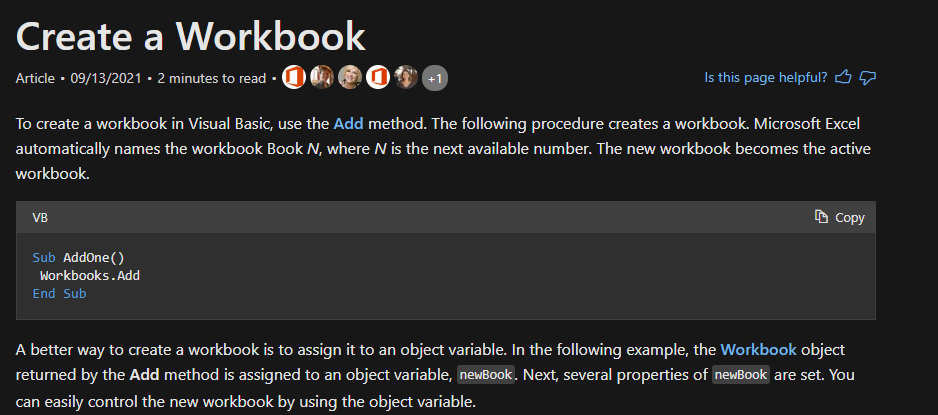 Create a Workbook
Article • 09/13/2021 • 2 minutes to read • +1
Is this page helpful?
To create a workbook in Visual Basic, use the Add method. The following procedure creates a workbook. Microsoft Excel
automatically names the workbook Book N, where N is the next available number. The new workbook becomes the active
workbook.
VB
Copy
Sub AddOne()
 Workbooks.Add
End Sub
A better way to create a workbook is to assign it to an object variable. In the following example, the Workbook object
returned by the Add method is assigned to an object variable, newBook. Next, several properties of newBook are set. You
can easily control the new workbook by using the object variable.